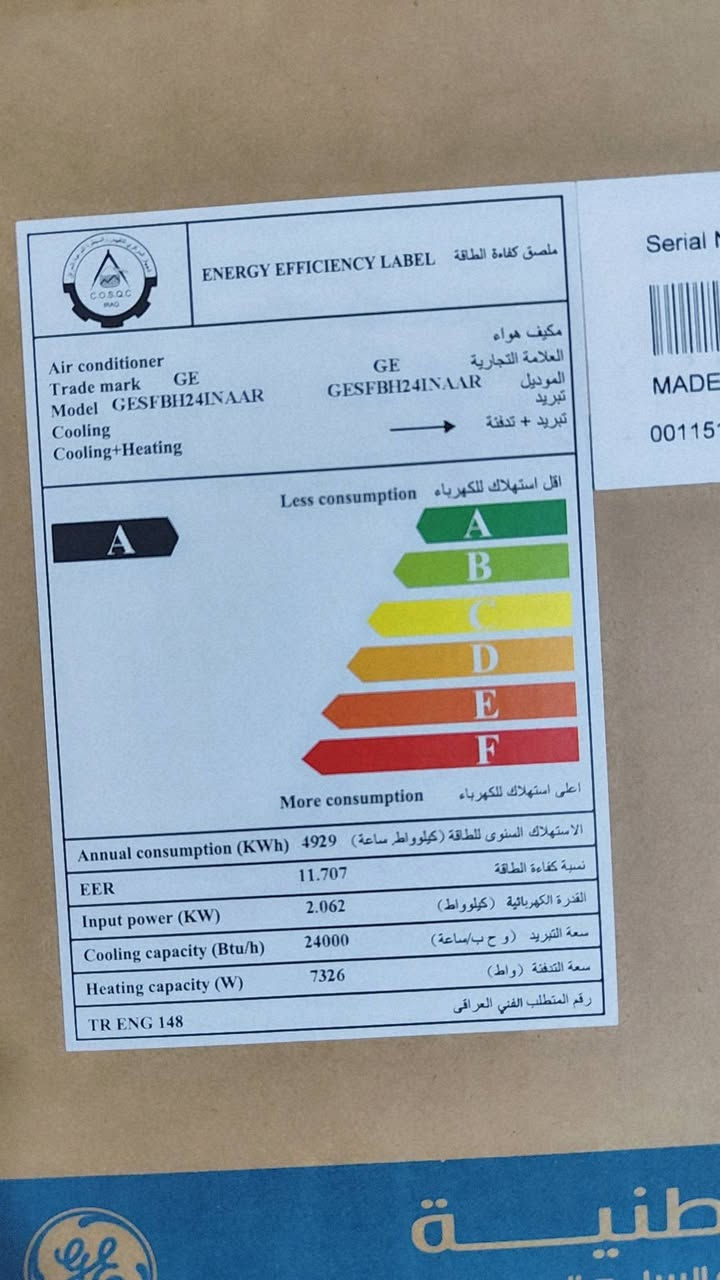 C.O.S.Q.C
IRAQ
ENERGY EFFICIENCY LABEL ملصق كفاءة الطاقة
Serial
MADE
00115
Air conditioner مكيف هواء
Trade mark GE GE العلامة التجارية
Model GESFBH24INAAR GESFBH24INAAR الموديل
Cooling تبريد
Cooling+Heating تبريد + تدفئة
Less consumption اقل استهلاك للكهرباء
A
A
B
C
D
E
F
More consumption اعلى استهلاك للكهرباء
Annual consumption (KWh) 4929 الاستهلاك السنوى للطاقة (كيلوواط ساعة)
EER 11.707 نسبة كفاءة الطاقة
Input power (KW) 2.062 القدرة الكهربائية (كيلوواط)
Cooling capacity (Btu/h) 24000 سعة التبريد (و ح ب/ساعة)
Heating capacity (W) 7326 سعة التدفئة (واط)
TR ENG 148 رقم المتطلب الفني العراقى
طنية
GE